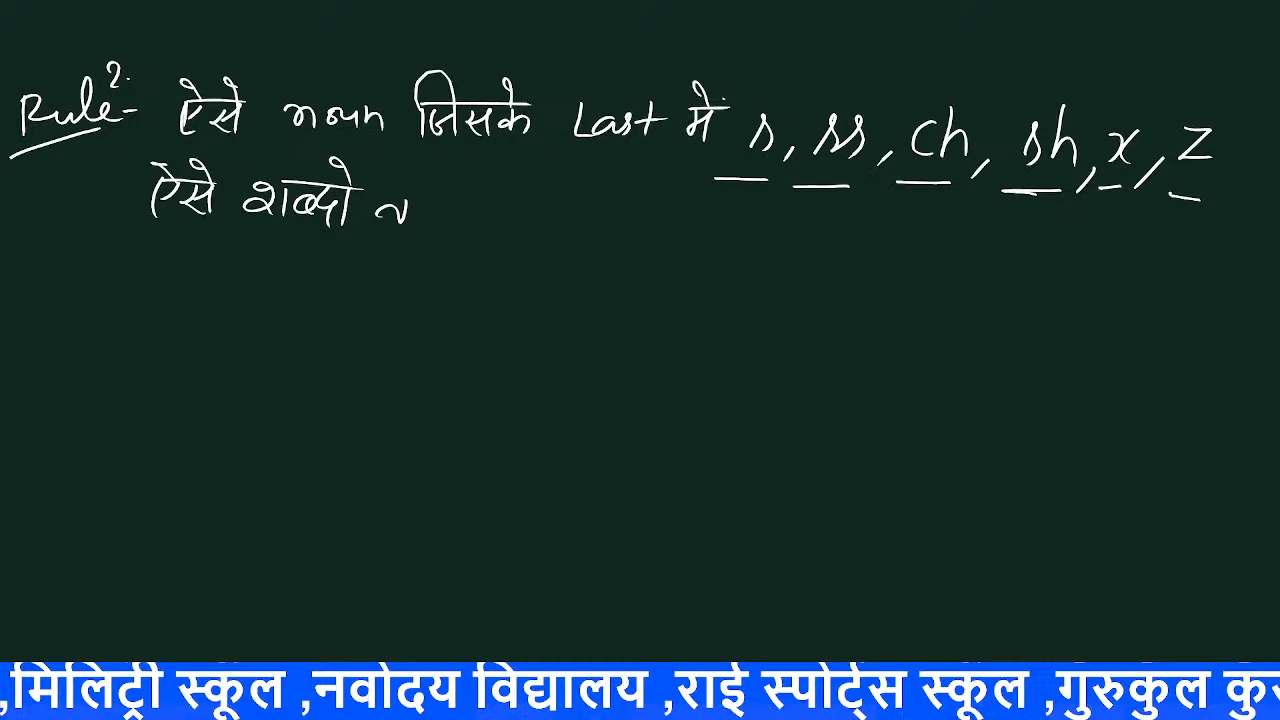 Rule 2- ऐसे noun जिसके Last में s, ss, ch, sh, x, z
ऐसे शब्दो
,मिलिट्री स्कूल ,नवोदय विद्यालय ,राई स्पोर्ट्स स्कूल ,गुरुकुल